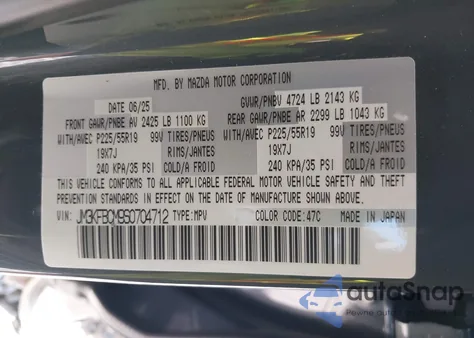 MFD. BY MAZDA MOTOR CORPORATION
DATE 06/25 GVWR/PNBV 4724 LB 2143 KG
FRONT GAWR/PNBE AV 2425 LB 1100 KG REAR GAWR/PNBE AR 2299 LB 1043 KG
WITH/AVEC P225/55R19 99V TIRES/PNEUS WITH/AVEC P225/55R19 99V TIRES/PNEUS
19X7J RIMS/JANTES 19X7J RIMS/JANTES
240 KPA/35 PSI 240 KPA/35 PSI
THIS VEHICLE CONFORMS TO ALL APPLICABLE FEDERAL MOTOR VEHICLE SAFETY AND THEFT PREVENTION
STANDARDS IN EFFECT ON THE DATE OF MANUFACTURE SHOWN ABOVE.
VIN: JM3KFBCM9S0704712 TYPE: MPV COLOR CODE: 47C MADE IN JAPAN
autoSnap